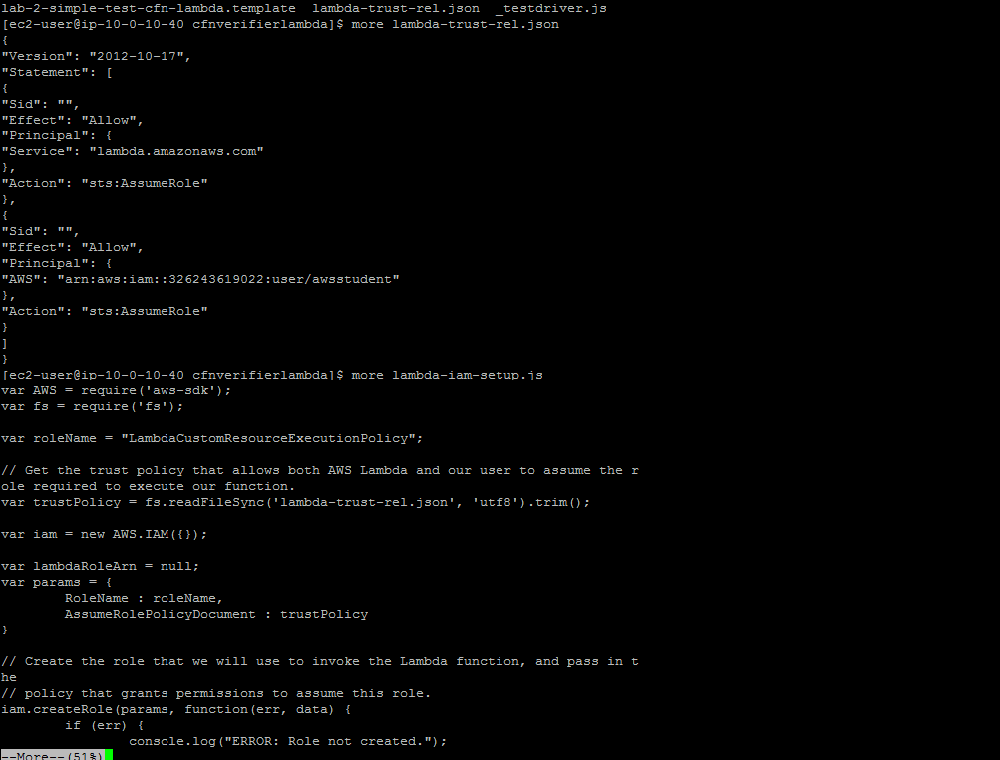 lab-2-simple-test-cfn-lambda.template  lambda-trust-rel.json  _testdriver.js
[ec2-user@ip-10-0-10-40 cfnverifierlambda]$ more lambda-trust-rel.json
{
"Version": "2012-10-17",
"Statement": [
{
"Sid": "",
"Effect": "Allow",
"Principal": {
"Service": "lambda.amazonaws.com"
},
"Action": "sts:AssumeRole"
},
{
"Sid": "",
"Effect": "Allow",
"Principal": {
"AWS": "arn:aws:iam::326243619022:user/awsstudent"
},
"Action": "sts:AssumeRole"
}
]
}
[ec2-user@ip-10-0-10-40 cfnverifierlambda]$ more lambda-iam-setup.js
var AWS = require('aws-sdk');
var fs = require('fs');

var roleName = "LambdaCustomResourceExecutionPolicy";

// Get the trust policy that allows both AWS Lambda and our user to assume the r
ole required to execute our function.
var trustPolicy = fs.readFileSync('lambda-trust-rel.json', 'utf8').trim();

var iam = new AWS.IAM({});

var lambdaRoleArn = null;
var params = {
        RoleName : roleName,
        AssumeRolePolicyDocument : trustPolicy
}

// Create the role that we will use to invoke the Lambda function, and pass in t
he
// policy that grants permissions to assume this role.
iam.createRole(params, function(err, data) {
        if (err) {
                console.log("ERROR: Role not created.");
--More--(51%)